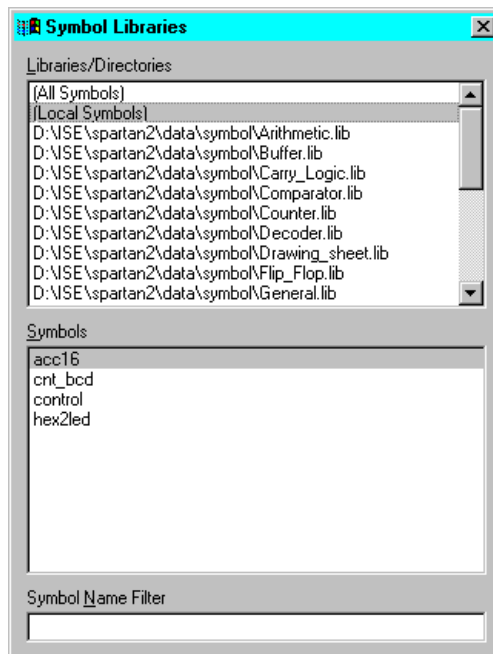 Symbol Libraries
Libraries/Directories
(All Symbols)
(Local Symbols)
D:\ISE\spartan2\data\symbol\Arithmetic.lib
D:\ISE\spartan2\data\symbol\Buffer.lib
D:\ISE\spartan2\data\symbol\Carry_Logic.lib
D:\ISE\spartan2\data\symbol\Comparator.lib
D:\ISE\spartan2\data\symbol\Counter.lib
D:\ISE\spartan2\data\symbol\Decoder.lib
D:\ISE\spartan2\data\symbol\Drawing_sheet.lib
D:\ISE\spartan2\data\symbol\Flip_Flop.lib
D:\ISE\spartan2\data\symbol\General.lib
Symbols
acc16
cnt_bcd
control
hex2led
Symbol Name Filter